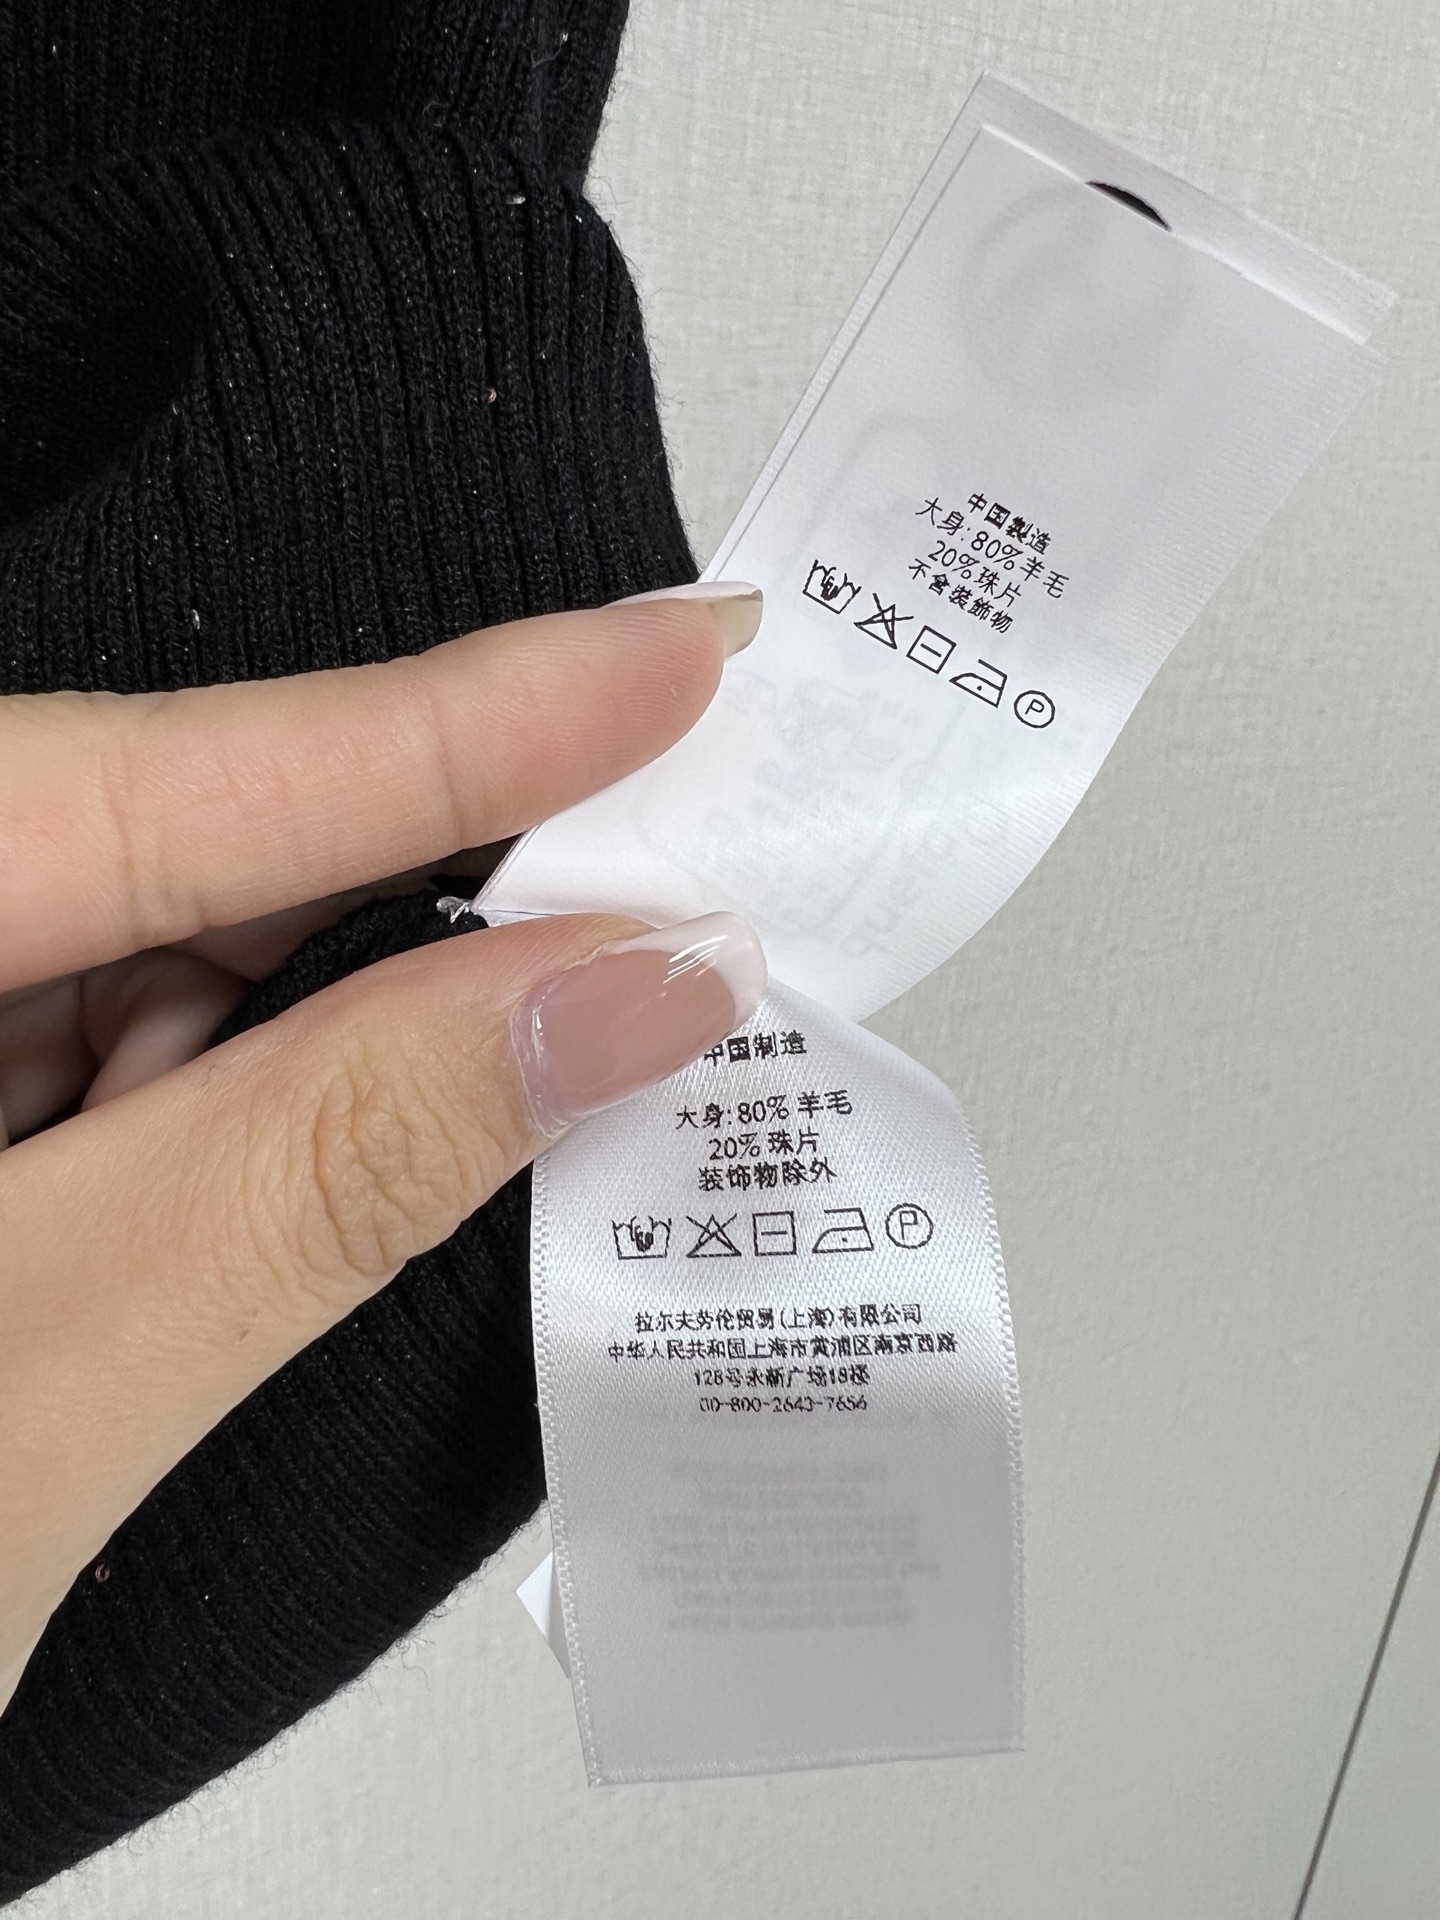 中国製造
大身:80%羊毛
20%珠片
不含装飾物
P
中国制造
大身:80%羊毛
20%珠片
装饰物除外
P
拉尔夫劳伦贸易(上海)有限公司
中华人民共和国上海市黄浦区南京西路
128号永新广场18楼
00-800-2643-7656